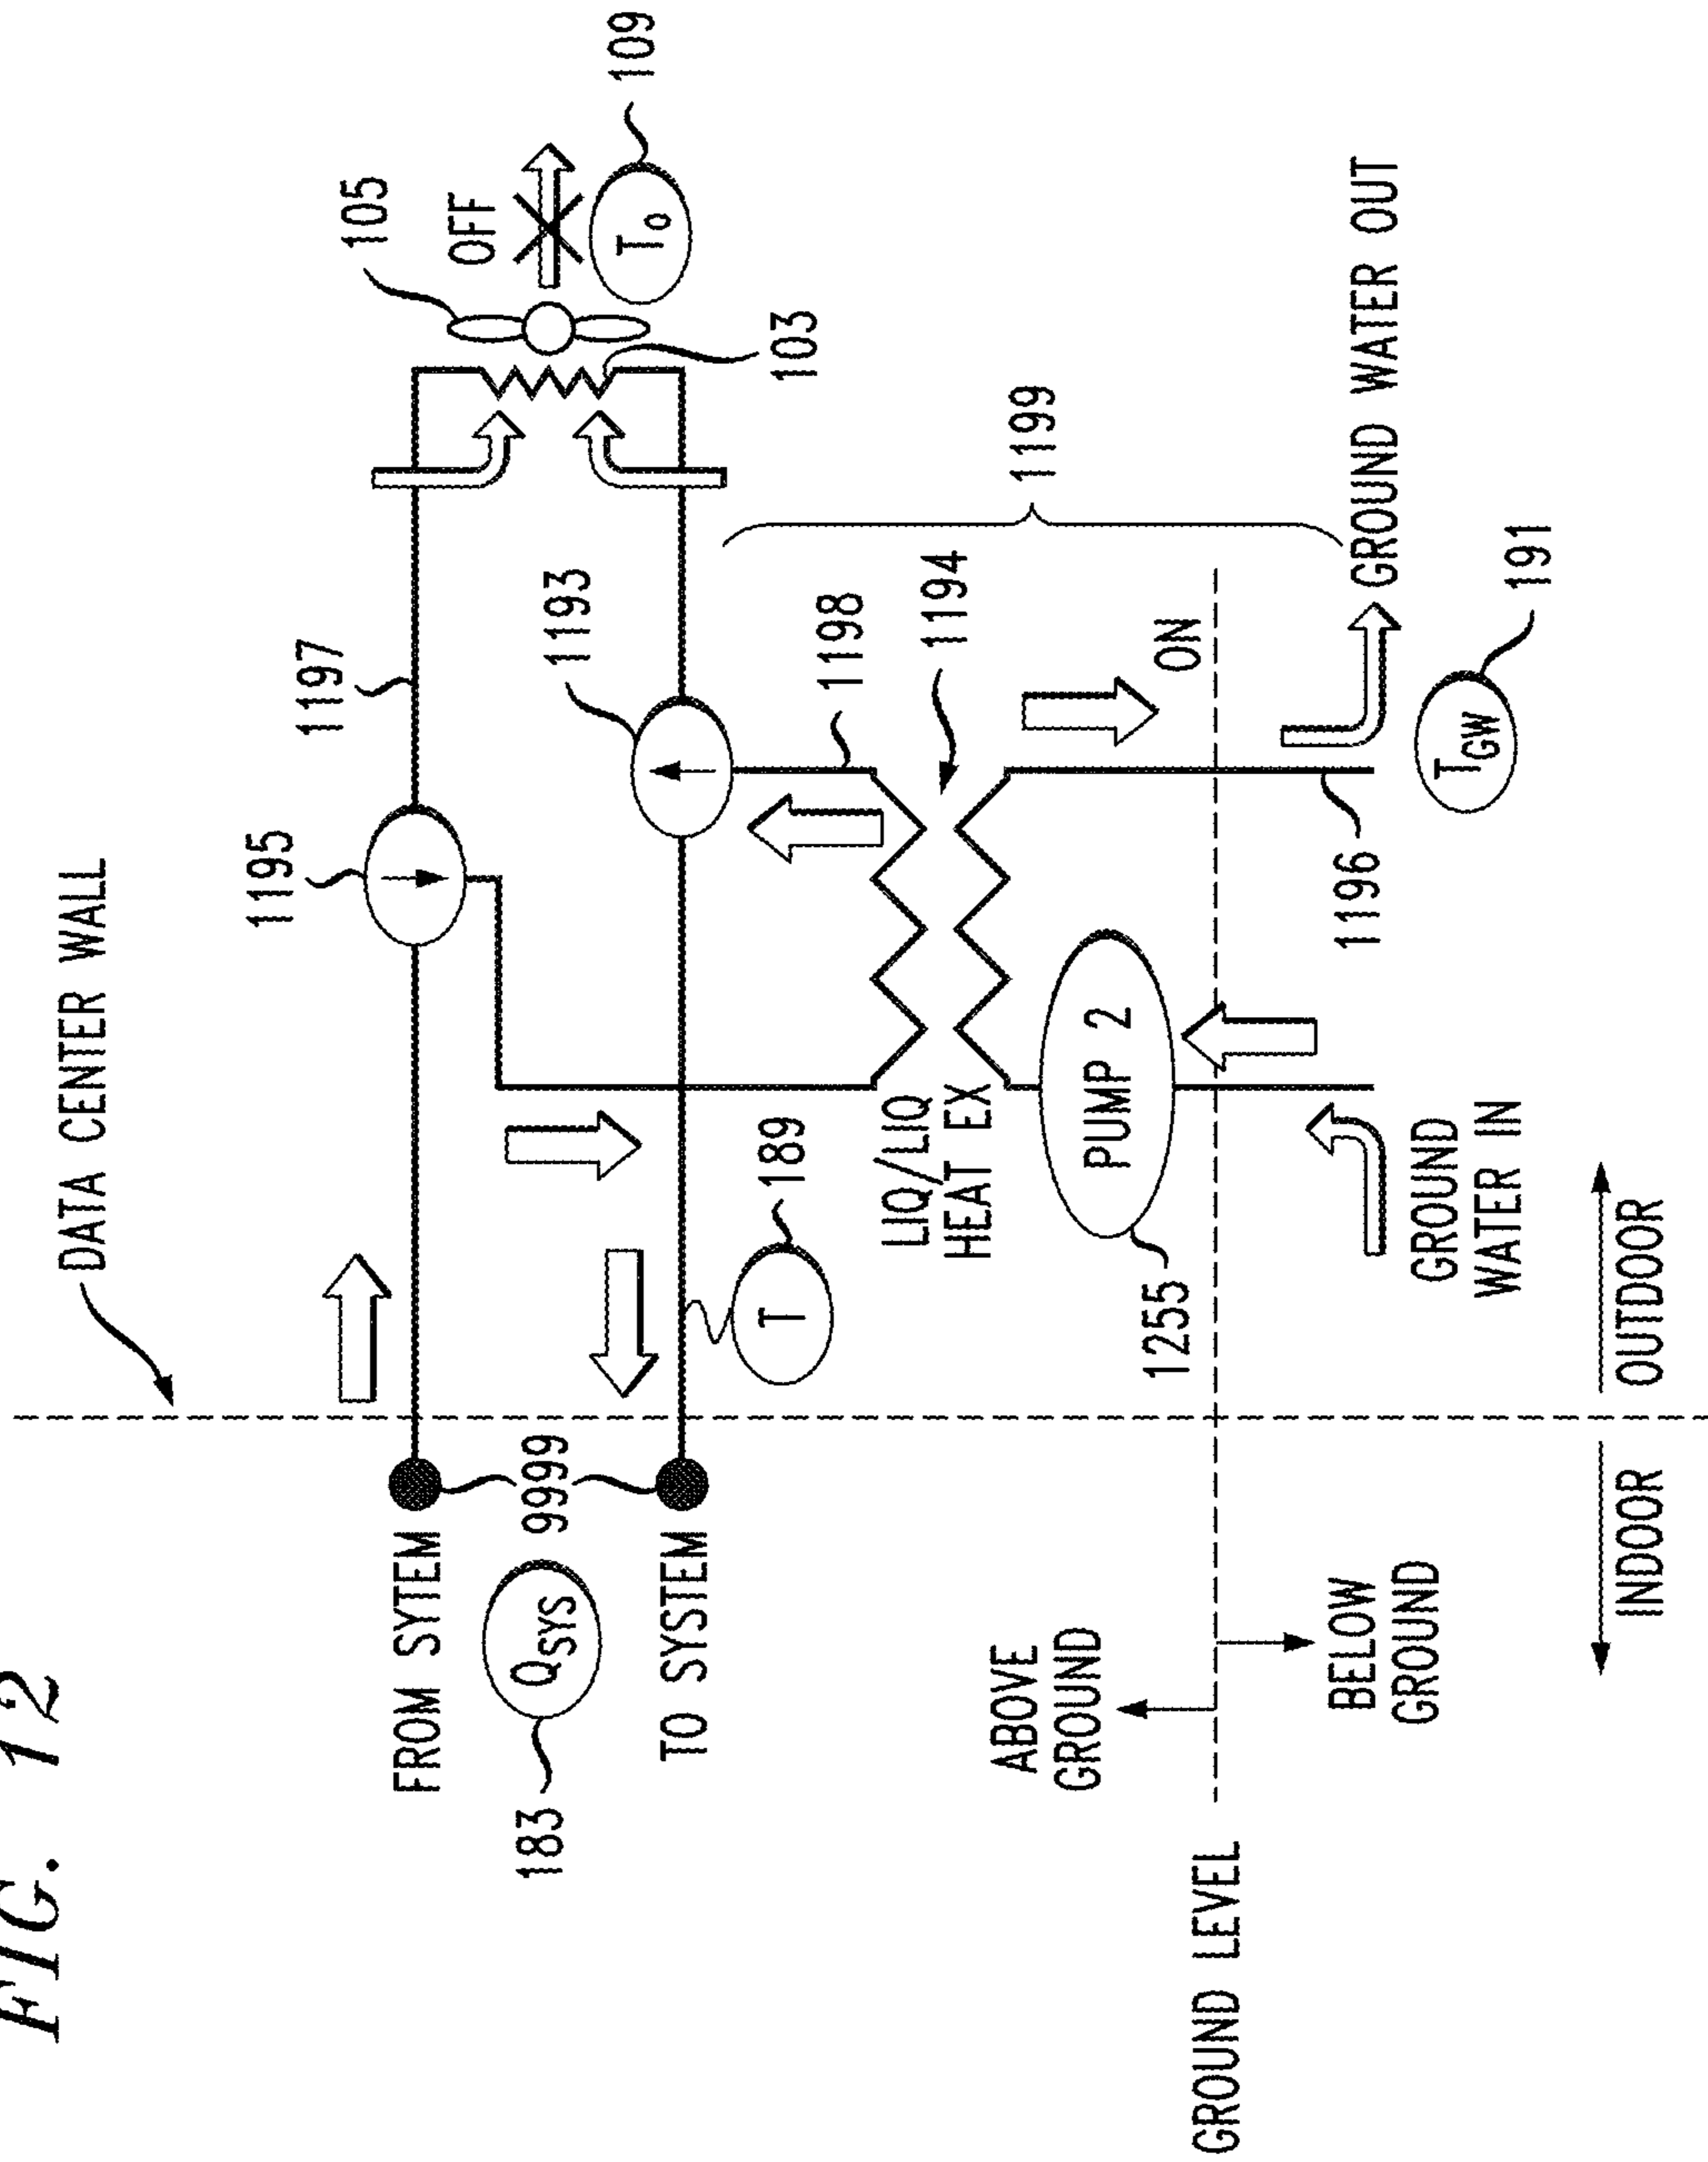 FIG. 12
DATA CENTER WALL
1195
1197
105
OFF
109
T0
103
1193
1198
1194
1199
FROM SYTEM
9999
QSYS
183
TO SYSTEM
T
189
LIQ/LIQ
HEAT EX
PUMP 2
1255
ON
ABOVE
GROUND
GROUND LEVEL
BELOW
GROUND
GROUND
WATER IN
1196
GROUND WATER OUT
TGW
191
INDOOR
OUTDOOR